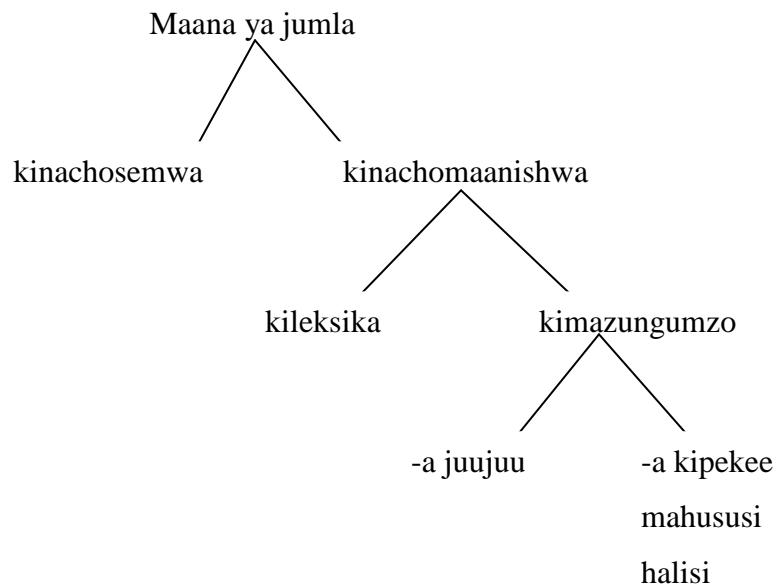 Maana ya jumla
kinachosemwa kinachomaanishwa
kileksika kimazungumzo
-a juujuu -a kipekee
mahususi
halisi